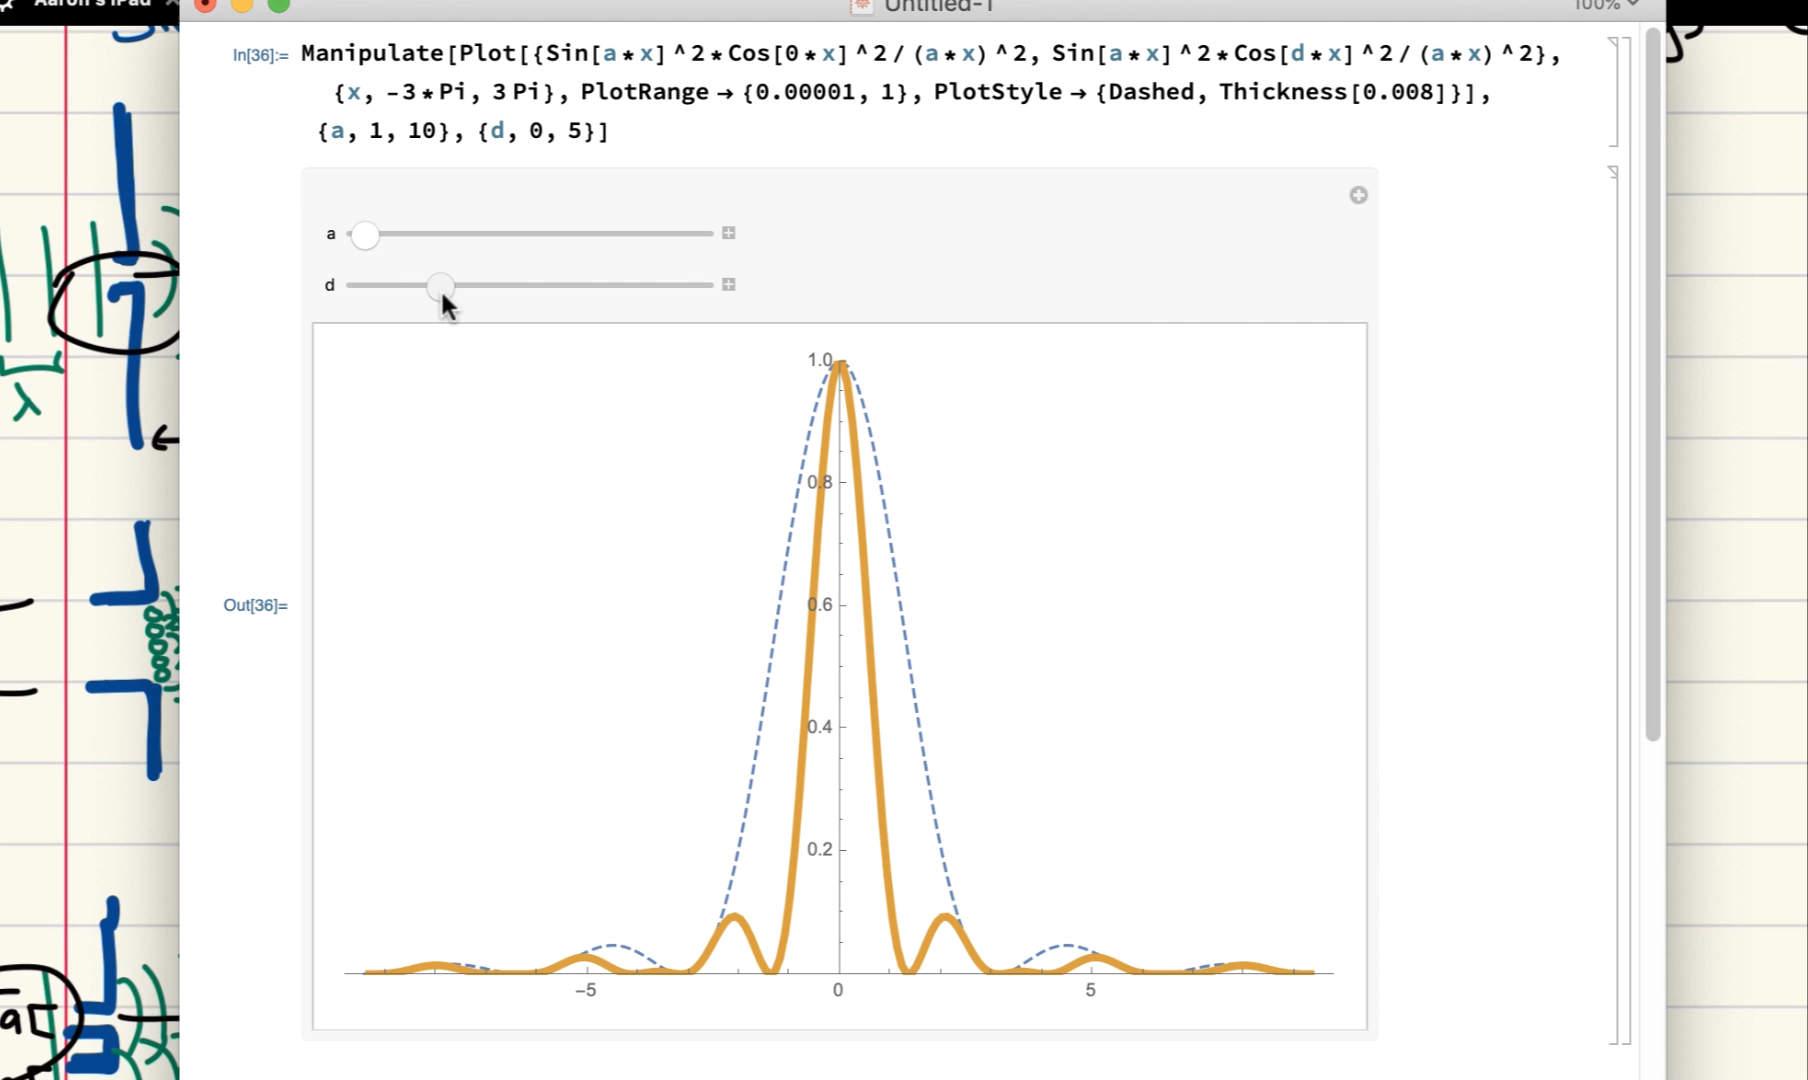 Aaron's iPad
Untitled-1
100%
In[36]:= Manipulate[Plot[{Sin[a*x]^2*Cos[0*x]^2/(a*x)^2, Sin[a*x]^2*Cos[d*x]^2/(a*x)^2},
{x, -3*Pi, 3 Pi}, PlotRange→{0.00001, 1}, PlotStyle→{Dashed, Thickness[0.008]}],
{a, 1, 10}, {d, 0, 5}]
a
d
λ
1.0
0.8
Out[36]=
0.6
0.4
0.2
-5
0
5
a